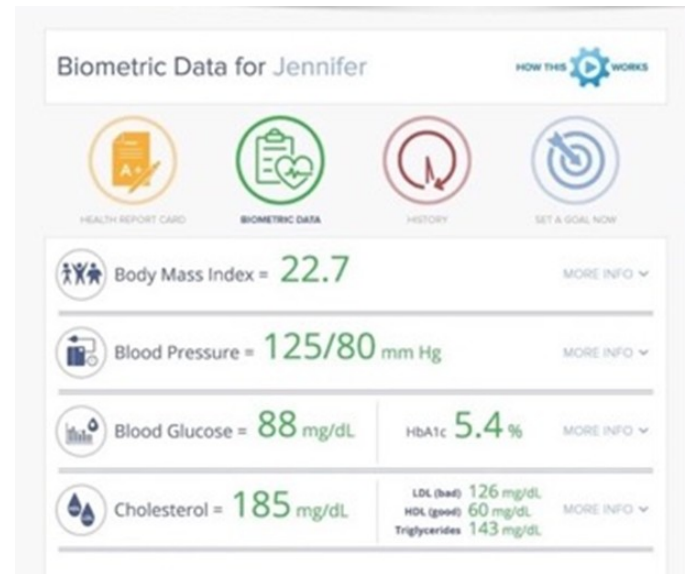 Biometric Data for Jennifer
HOW THIS WORKS
A+
HEALTH REPORT CARD
BIOMETRIC DATA
HISTORY
SET A GOAL NOW
Body Mass Index = 22.7
MORE INFO
Blood Pressure = 125/80 mm Hg
MORE INFO
Blood Glucose = 88 mg/dL
HbA1c 5.4 %
MORE INFO
Cholesterol = 185 mg/dL
LDL (bad) 126 mg/dL
HDL (good) 60 mg/dL
Triglycerides 143 mg/dL
MORE INFO